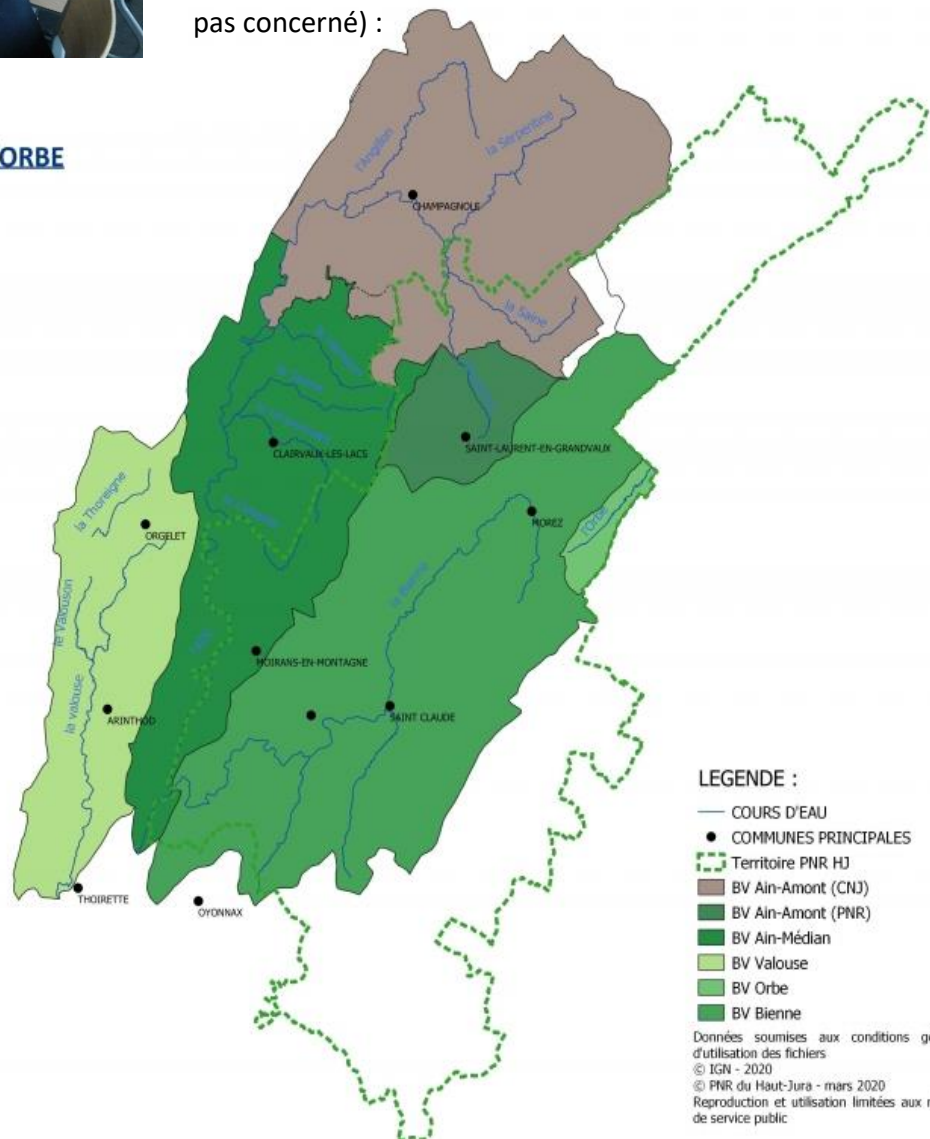 pas concerné) :
ORBE
l'Angillon
la Serpentine
CHAMPAGNOLE
la Saine
SAINT-LAURENT-EN-GRANDVAUX
CLAIRVAUX-LES-LACS
la Thoreigne
ORGELET
MOREZ
l'Orbe
la Bienne
le Valouson
MOIRANS-EN-MONTAGNE
la valouse
ARINTHOD
SAINT CLAUDE
THOIRETTE
OYONNAX
LEGENDE :
COURS D'EAU
COMMUNES PRINCIPALES
Territoire PNR HJ
BV Ain-Amont (CNJ)
BV Ain-Amont (PNR)
BV Ain-Médian
BV Valouse
BV Orbe
BV Bienne
Données soumises aux conditions
d'utilisation des fichiers
© IGN - 2020
© PNR du Haut-Jura - mars 2020
Reproduction et utilisation limitées aux
de service public